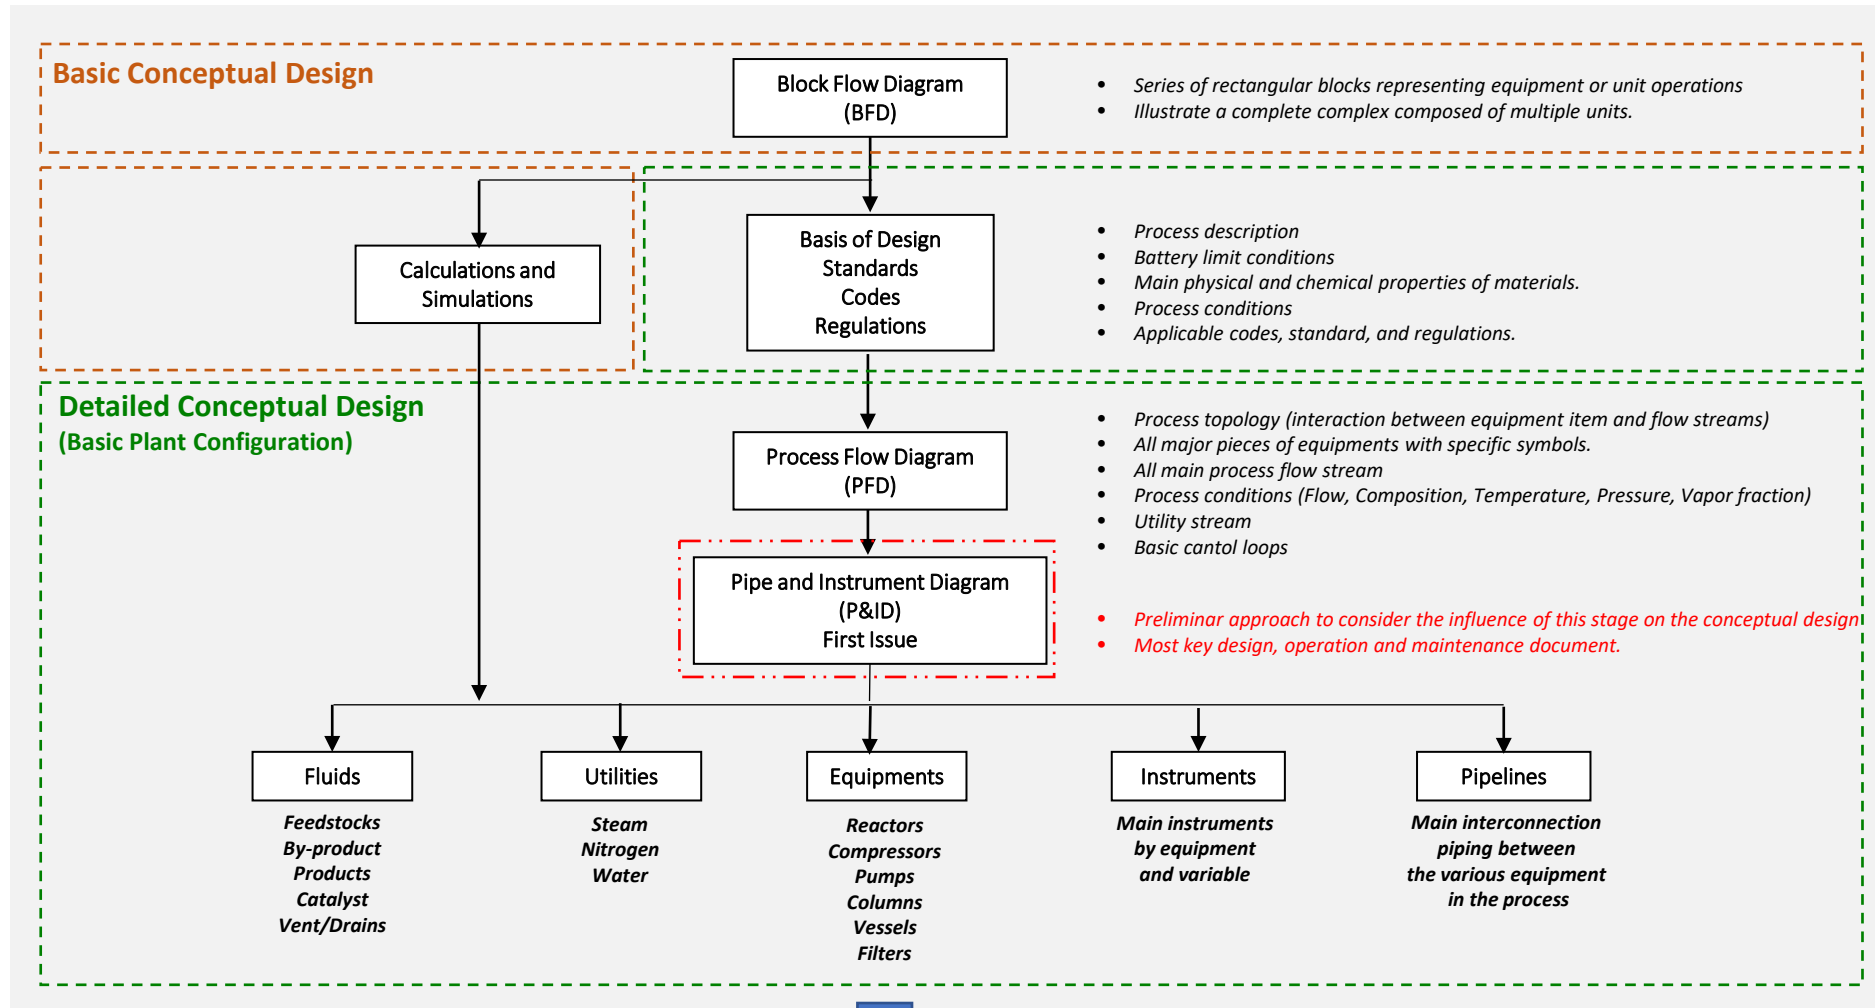 Basic Conceptual Design
Block Flow Diagram
(BFD)
• Series of rectangular blocks representing equipment or unit operations
• Illustrate a complete complex composed of multiple units.
Calculations and
Simulations
Basis of Design
Standards
Codes
Regulations
• Process description
• Battery limit conditions
• Main physical and chemical properties of materials.
• Process conditions
• Applicable codes, standard, and regulations.
Detailed Conceptual Design
(Basic Plant Configuration)
Process Flow Diagram
(PFD)
• Process topology (interaction between equipment item and flow streams)
• All major pieces of equipments with specific symbols.
• All main process flow stream
• Process conditions (Flow, Composition, Temperature, Pressure, Vapor fraction)
• Utility stream
• Basic cantol loops
Pipe and Instrument Diagram
(P&ID)
First Issue
• Preliminar approach to consider the influence of this stage on the conceptual design
• Most key design, operation and maintenance document.
Fluids
Feedstocks
By-product
Products
Catalyst
Vent/Drains
Utilities
Steam
Nitrogen
Water
Equipments
Reactors
Compressors
Pumps
Columns
Vessels
Filters
Instruments
Main instruments
by equipment
and variable
Pipelines
Main interconnection
piping between
the various equipment
in the process